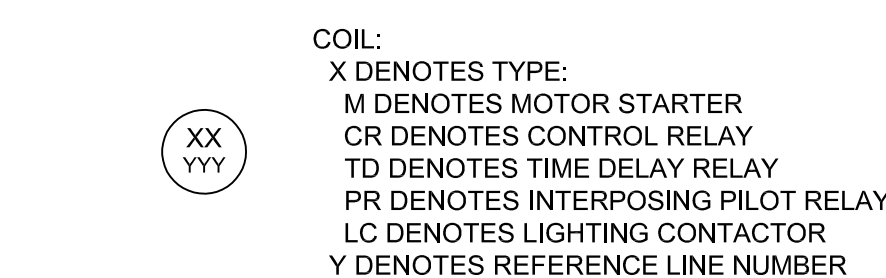 COIL:
X DENOTES TYPE:
M DENOTES MOTOR STARTER
CR DENOTES CONTROL RELAY
TD DENOTES TIME DELAY RELAY
PR DENOTES INTERPOSING PILOT RELAY
LC DENOTES LIGHTING CONTACTOR
Y DENOTES REFERENCE LINE NUMBER
XX
YYY